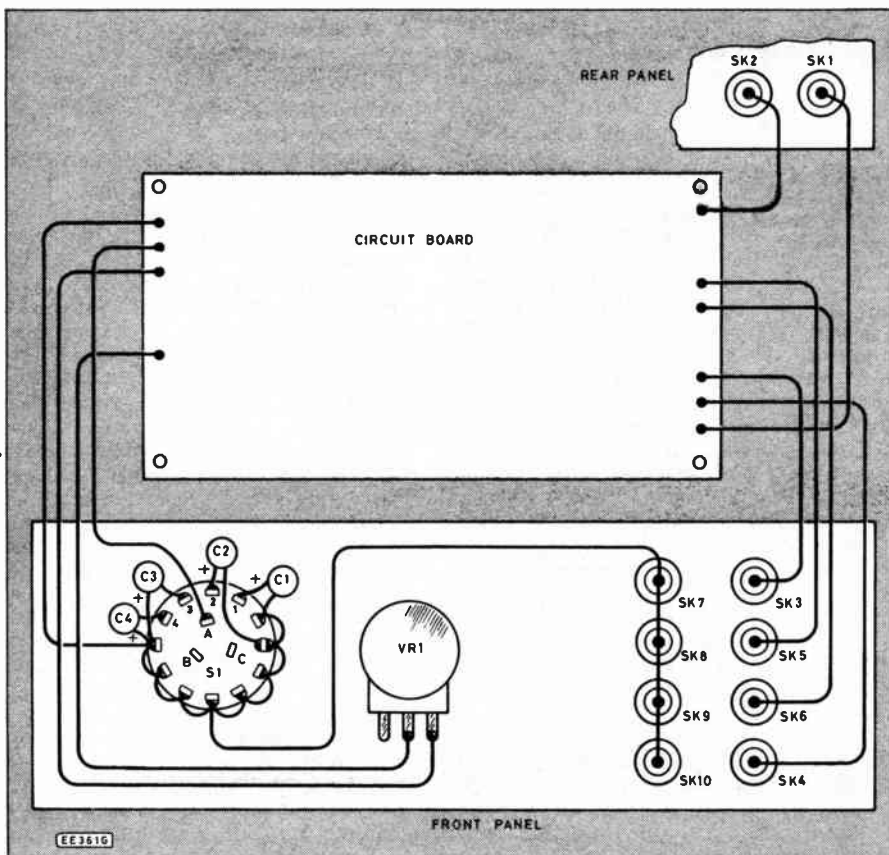 SK2
SK1
REAR PANEL
CIRCUIT BOARD
C2
+
+
C3
C1
+
2
3
1
C4
4
+
A
B
C
S1
VR1
SK7
SK3
SK8
SK5
SK9
SK6
SK10
SK4
FRONT PANEL
EE361G